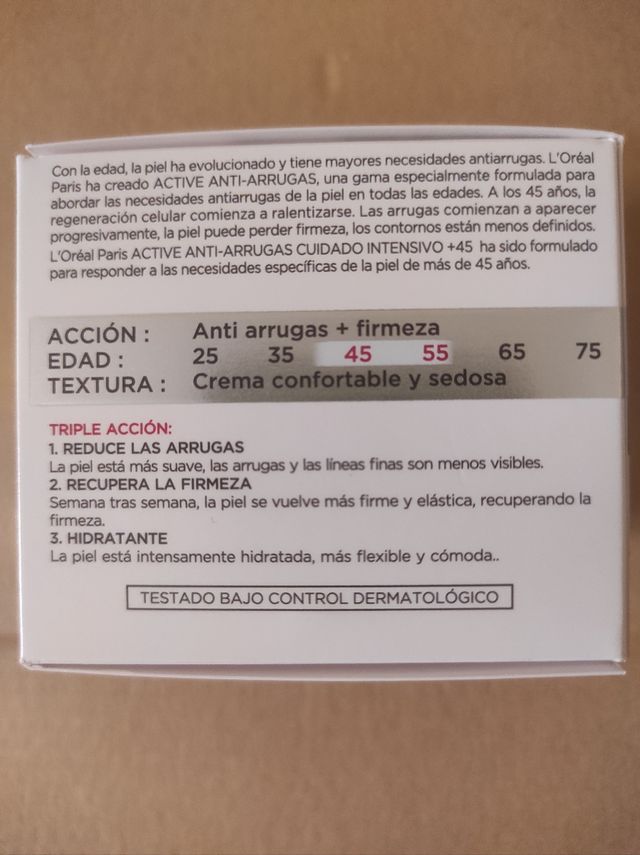 Con la edad, la piel ha evolucionado y tiene mayores necesidades antiarrugas. L'Oréal
Paris ha creado ACTIVE ANTI-ARRUGAS, una gama especialmente formulada para
abordar las necesidades antiarrugas de la piel en todas las edades. A los 45 años, la
regeneración celular comienza a ralentizarse. Las arrugas comienzan a aparecer
progresivamente, la piel puede perder firmeza, los contornos están menos definidos.
L'Oréal Paris ACTIVE ANTI-ARRUGAS CUIDADO INTENSIVO +45 ha sido formulado
para responder a las necesidades específicas de la piel de más de 45 años.
ACCIÓN : Anti arrugas + firmeza
EDAD : 25 35 45 55 65 75
TEXTURA : Crema confortable y sedosa
TRIPLE ACCIÓN:
1. REDUCE LAS ARRUGAS
La piel está más suave, las arrugas y las líneas finas son menos visibles.
2. RECUPERA LA FIRMEZA
Semana tras semana, la piel se vuelve más firme y elástica, recuperando la
firmeza.
3. HIDRATANTE
La piel está intensamente hidratada, más flexible y cómoda..
TESTADO BAJO CONTROL DERMATOLÓGICO